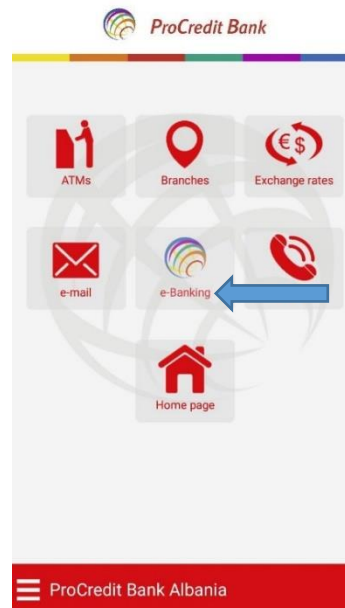 ProCredit Bank
ATMs
Branches
€ $
Exchange rates
e-mail
e-Banking
Home page
ProCredit Bank Albania